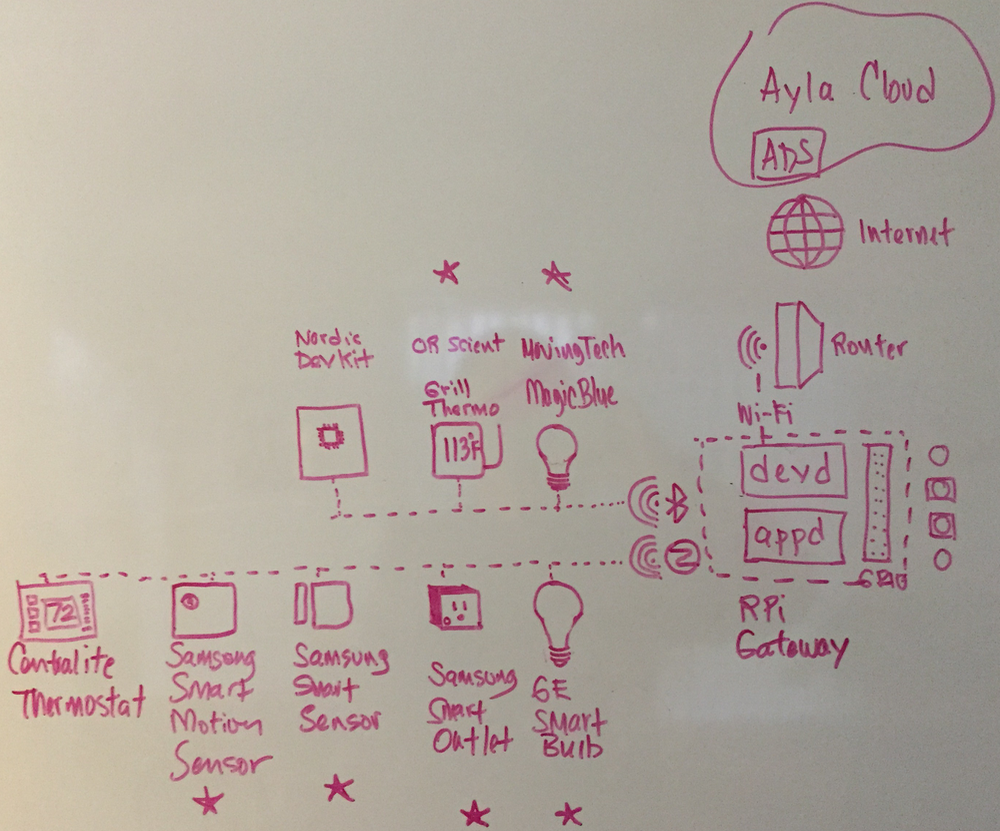 Ayla Cloud
ADS
Internet
Router
Wi-Fi
Nordic
DevKit
OR Scient
Grill
Thermo
113°F
MovingTech
MagicBlue
devd
appd
GPIO
RPi
Gateway
72
Centralite
Thermostat
Samsung
Smart
Motion
Sensor
Samsung
Smart
Sensor
Samsung
Smart
Outlet
GE
SMart
Bulb